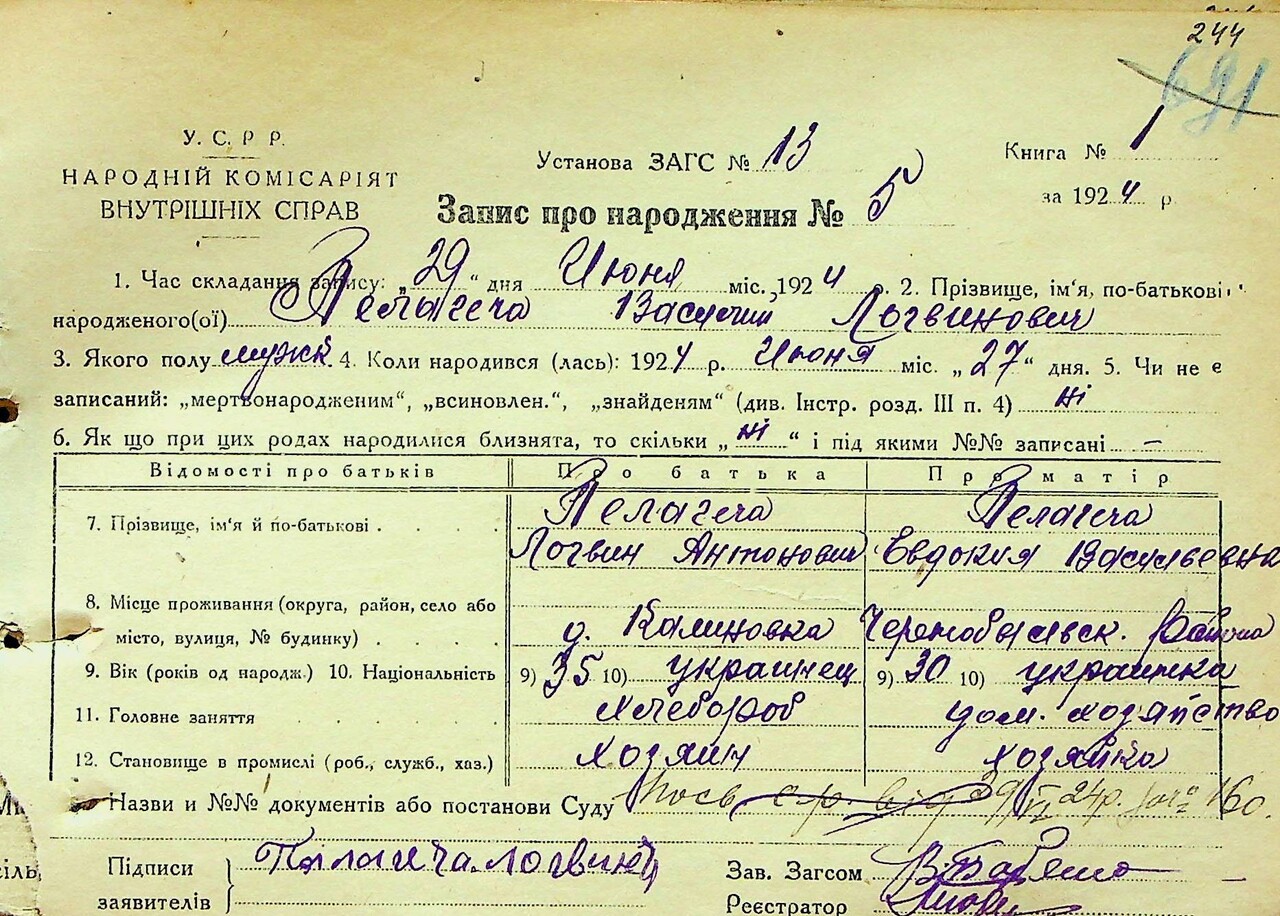 244
691
У. С. Р Р.
НАРОДНІЙ КОМІСАРІЯТ
ВНУТРІШНІХ СПРАВ
Установа ЗАГС № 13
Книга № 1
за 1924 р
Запис про народження № 5
1. Час складання запису: „29“ дня Июня міс. 1924 р. 2. Прізвище, ім'я, по-батькові
народженого(ої) Пелагеча Василий Логвинович
3. Якого полу мужс 4. Коли народився (лась): 1924 р. Июня міс. „27“ дня. 5. Чи не є
записаний: „мертвонародженим“, „всиновлен.“, „знайденям“ (див. Інстр. розд. III п. 4) ні
6. Як що при цих родах народилися близнята, то скільки „ні“ і під якими №№ записані —
Відомості про батьків Про батька Про матір
7. Прізвище, ім'я й по-батькові Пелагеча Пелагеча
Логвин Антонович Евдокия Васильевна
8. Місце проживання (округа, район, село або
місто, вулиця, № будинку) д. Калиновка
9. Вік (років од народж.) 10. Національність 9) 35 10) украинец 9) 30 10) украинка
11. Головне заняття хлебороб дом. хозяйство
12. Становище в промислі (роб., служб., хаз.) хозяин хозяйка
Назви и №№ документів або постанови Суду
Підписи
заявителів
Зав. Загсом
Реєстратор